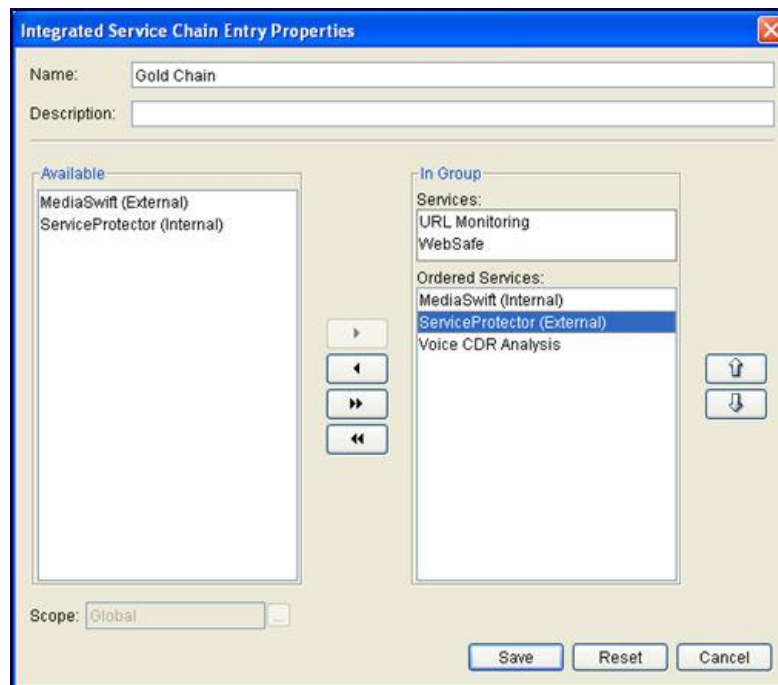 Integrated Service Chain Entry Properties
Name: Gold Chain
Description:
Available
MediaSwift (External)
ServiceProtector (Internal)
In Group
Services:
URL Monitoring
WebSafe
Ordered Services:
MediaSwift (Internal)
ServiceProtector (External)
Voice CDR Analysis
Scope: Global ...
Save Reset Cancel